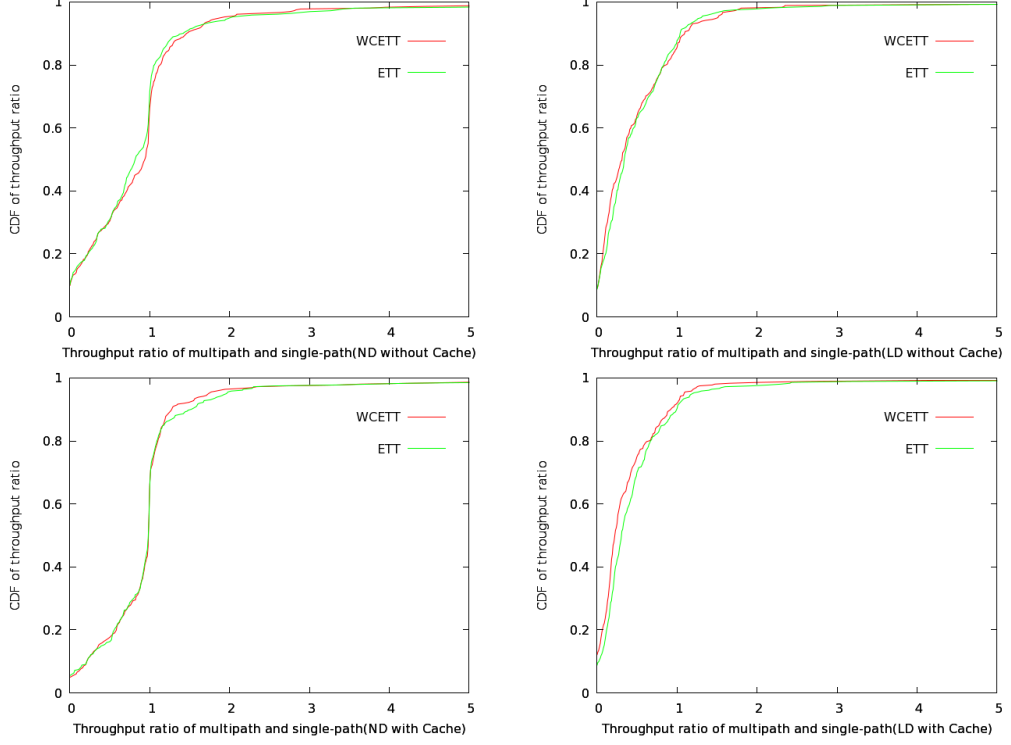 1
0.8
0.6
0.4
0.2
0
CDF of throughput ratio
WCETT
ETT
0 1 2 3 4 5
Throughput ratio of multipath and single-path(ND without Cache)
1
0.8
0.6
0.4
0.2
0
CDF of throughput ratio
WCETT
ETT
0 1 2 3 4 5
Throughput ratio of multipath and single-path(LD without Cache)
1
0.8
0.6
0.4
0.2
0
CDF of throughput ratio
WCETT
ETT
0 1 2 3 4 5
Throughput ratio of multipath and single-path(ND with Cache)
1
0.8
0.6
0.4
0.2
0
CDF of throughput ratio
WCETT
ETT
0 1 2 3 4 5
Throughput ratio of multipath and single-path(LD with Cache)